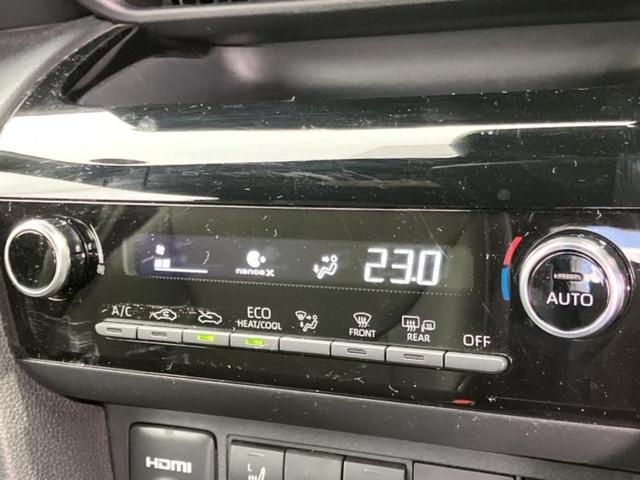 nanoe X
23.0
A/C
ECO
HEAT/COOL
FRONT
REAR
OFF
AUTO
HDMI
L